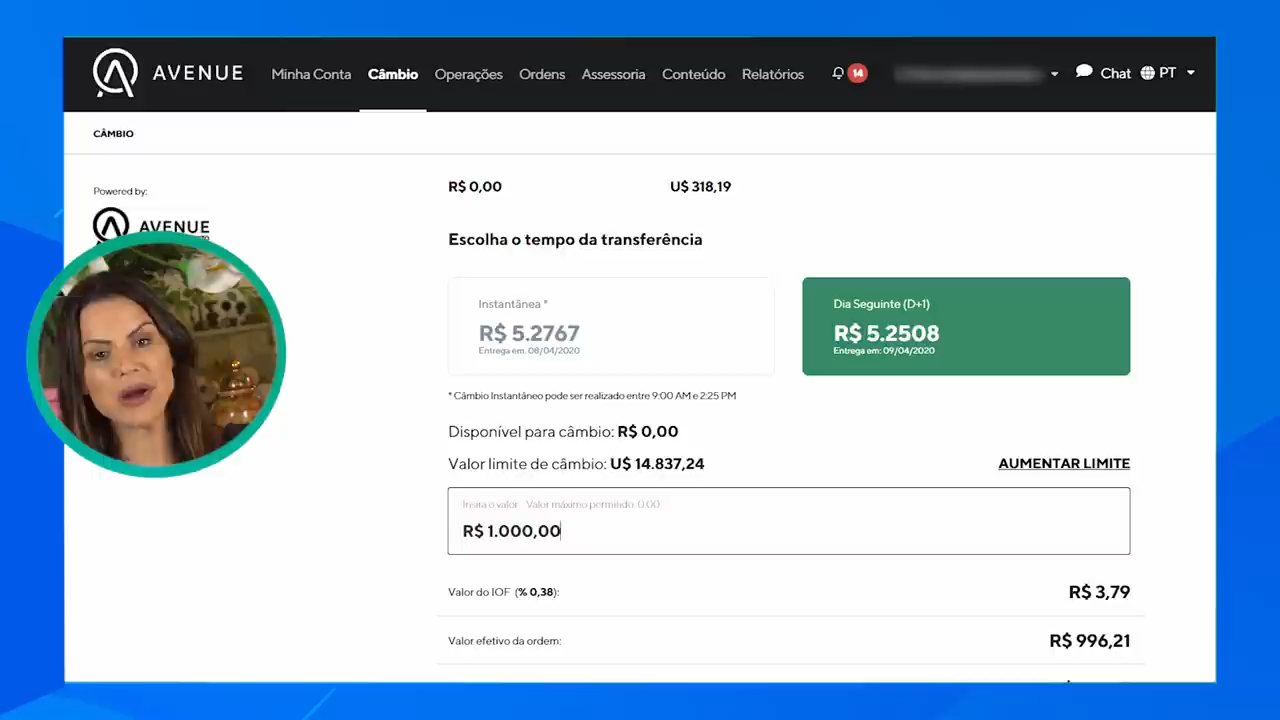 AVENUE
Minha Conta Câmbio Operações Ordens Assessoria Conteúdo Relatórios 14 Chat PT
CÂMBIO
Powered by:
AVENUE
R$ 0,00 U$ 318,19
Escolha o tempo da transferência
Instantânea * Dia Seguinte (D+1)
R$ 5.2767 R$ 5.2508
Entrega em: 08/04/2020 Entrega em: 09/04/2020
* Câmbio Instantâneo pode ser realizado entre 9:00 AM e 2:25 PM
Disponível para câmbio: R$ 0,00
Valor limite de câmbio: U$ 14.837,24 AUMENTAR LIMITE
Insira o valor Valor máximo permitido: 0.00
R$ 1.000,00
Valor do IOF (% 0,38): R$ 3,79
Valor efetivo da ordem: R$ 996,21